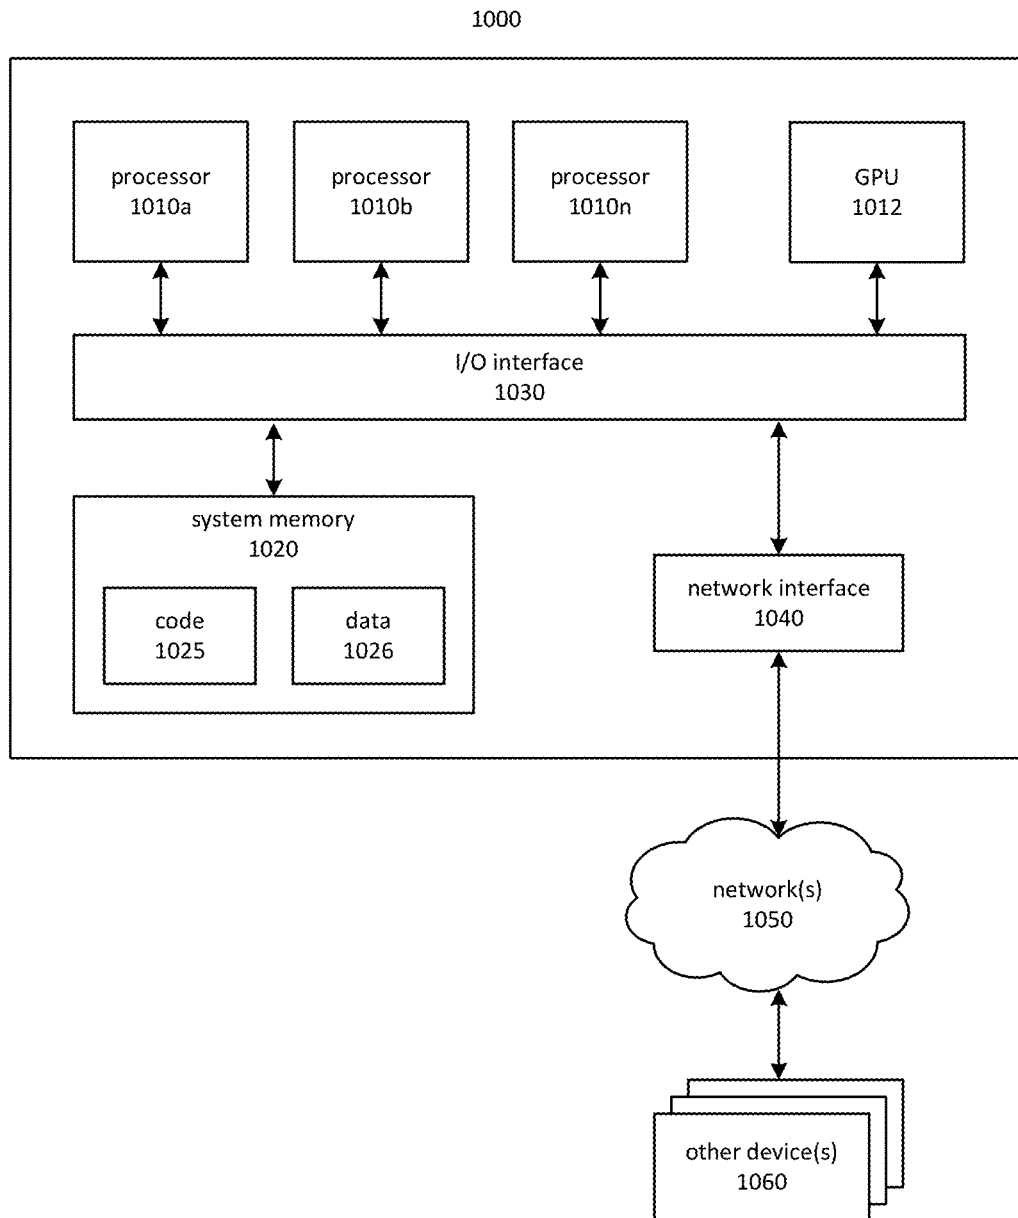 1000
processor
1010a
processor
1010b
processor
1010n
GPU
1012
I/O interface
1030
system memory
1020
code
1025
data
1026
network interface
1040
network(s)
1050
other device(s)
1060